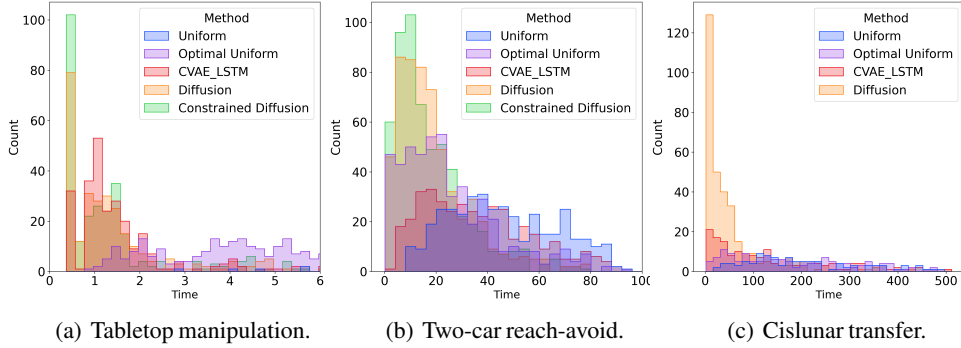 Method
Uniform
Optimal Uniform
CVAE_LSTM
Diffusion
Constrained Diffusion
Count
100
80
60
40
20
0
0 1 2 3 4 5 6
Time
(a) Tabletop manipulation.
Method
Uniform
Optimal Uniform
CVAE_LSTM
Diffusion
Constrained Diffusion
Count
100
80
60
40
20
0
0 20 40 60 80 100
Time
(b) Two-car reach-avoid.
Method
Uniform
Optimal Uniform
CVAE_LSTM
Diffusion
Count
120
100
80
60
40
20
0
0 100 200 300 400 500
Time
(c) Cislunar transfer.